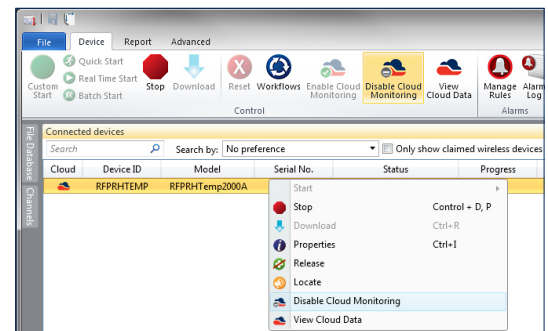 File Device Report Advanced
Custom Start
Quick Start
Real Time Start
Batch Start
Stop
Download
Reset
Workflows
Enable Cloud Monitoring
Disable Cloud Monitoring
View Cloud Data
Manage Rules
Alarm Log
Control
Alarms
File Database
Channels
Connected devices
Search
Search by: No preference
Only show claimed wireless devices
Cloud Device ID Model Serial No. Status Progress
RFPRHTEMP RFPRHTemp2000A
Start
Stop Control + D, P
Download Ctrl+R
Properties Ctrl+I
Release
Locate
Disable Cloud Monitoring
View Cloud Data